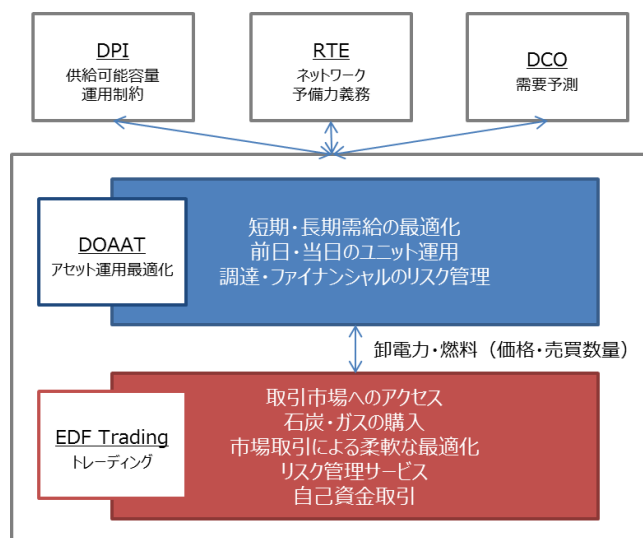 DPI
供給可能容量
運用制約
RTE
ネットワーク
予備力義務
DCO
需要予測
DOAAT
アセット運用最適化
短期・長期需給の最適化
前日・当日のユニット運用
調達・ファイナンシャルのリスク管理
卸電力・燃料（価格・売買数量）
EDF Trading
トレーディング
取引市場へのアクセス
石炭・ガスの購入
市場取引による柔軟な最適化
リスク管理サービス
自己資金取引